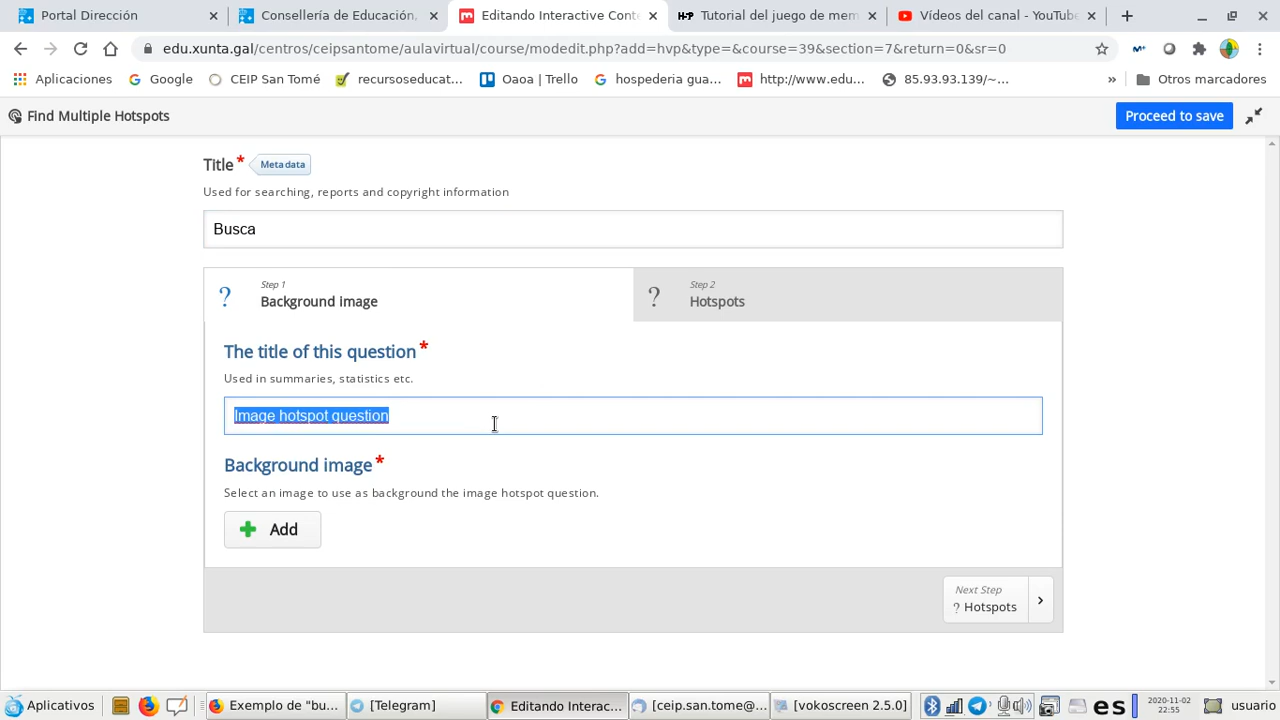 Portal Dirección
Consellería de Educación,
Editando Interactive Cont
Tutorial del juego de mem
Vídeos del canal - YouTube
edu.xunta.gal/centros/ceipsantome/aulavirtual/course/modedit.php?add=hvp&type=&course=39&section=7&return=0&sr=0
Aplicaciones
Google
CEIP San Tomé
recursoseducat...
Oaoa | Trello
hospederia gua...
http://www.edu...
85.93.93.139/~...
»
Otros marcadores
Find Multiple Hotspots
Proceed to save
Title*
Metadata
Used for searching, reports and copyright information
Busca
?
Step 1
Background image
?
Step 2
Hotspots
The title of this question *
Used in summaries, statistics etc.
Image hotspot question
Background image *
Select an image to use as background the image hotspot question.
Add
Next Step
? Hotspots
Aplicativos
Exemplo de "bu...
[Telegram]
Editando Interac...
[ceip.san.tome@...
[vokoscreen 2.5.0]
es
2020-11-02
22:55
usuario